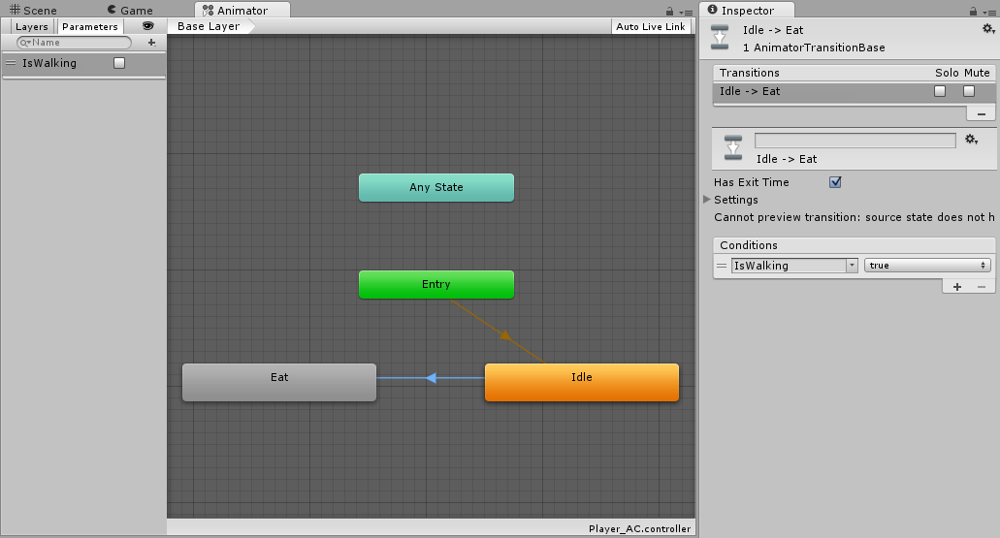 Scene
Game
Animator
Layers
Parameters
Base Layer
Auto Live Link
Name
IsWalking
Any State
Entry
Eat
Idle
Player_AC.controller
Inspector
Idle -> Eat
1 AnimatorTransitionBase
Transitions
Solo Mute
Idle -> Eat
Idle -> Eat
Has Exit Time
Settings
Cannot preview transition: source state does not h
Conditions
IsWalking
true